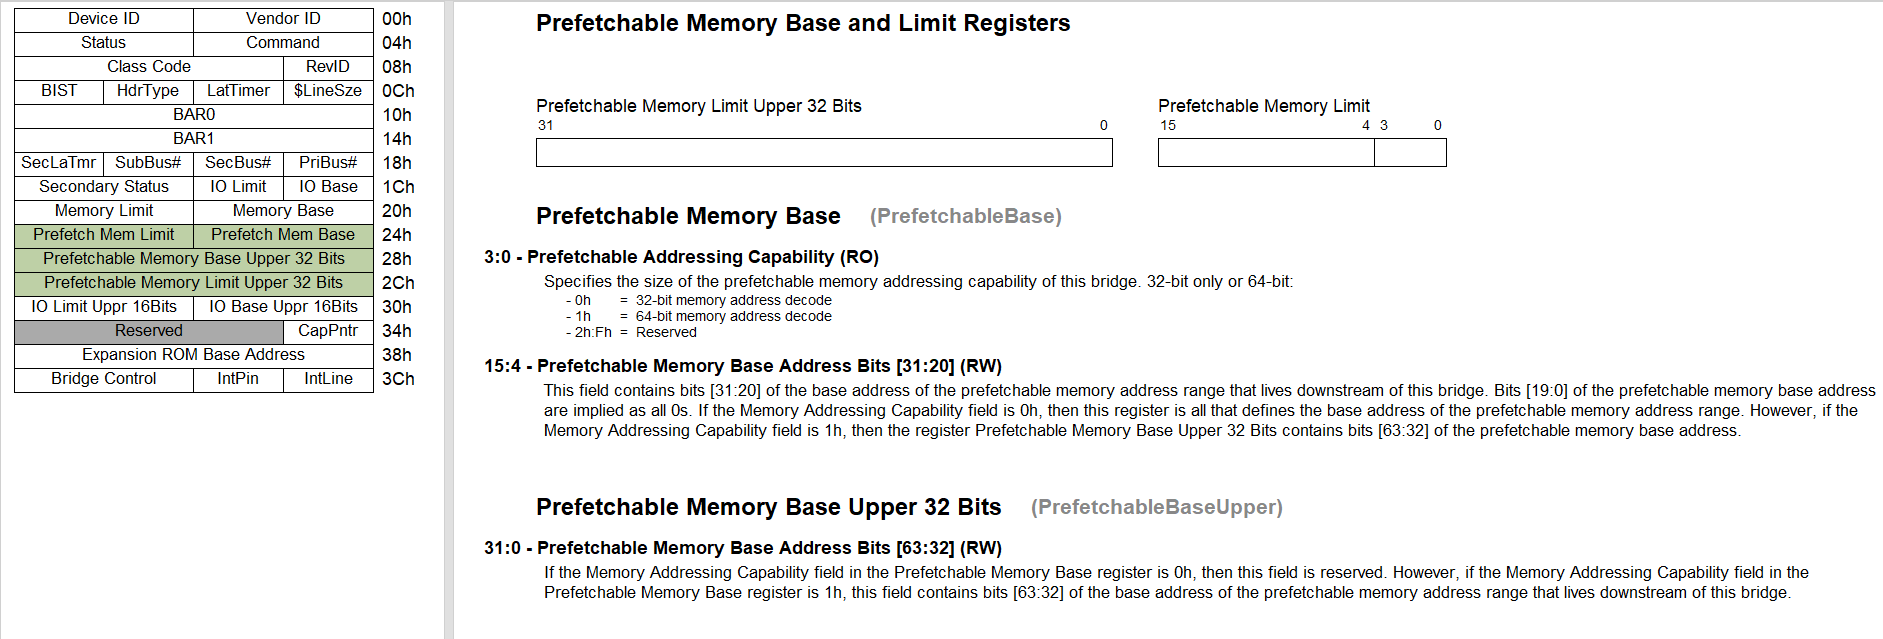 Device ID Vendor ID 00h
Status Command 04h
Class Code RevID 08h
BIST HdrType LatTimer $LineSze 0Ch
BAR0 10h
BAR1 14h
SecLaTmr SubBus# SecBus# PriBus# 18h
Secondary Status IO Limit IO Base 1Ch
Memory Limit Memory Base 20h
Prefetch Mem Limit Prefetch Mem Base 24h
Prefetchable Memory Base Upper 32 Bits 28h
Prefetchable Memory Limit Upper 32 Bits 2Ch
IO Limit Uppr 16Bits IO Base Uppr 16Bits 30h
Reserved CapPntr 34h
Expansion ROM Base Address 38h
Bridge Control IntPin IntLine 3Ch
Prefetchable Memory Base and Limit Registers
Prefetchable Memory Limit Upper 32 Bits
31 0
Prefetchable Memory Limit
15 4 3 0
Prefetchable Memory Base (PrefetchableBase)
3:0 - Prefetchable Addressing Capability (RO)
Specifies the size of the prefetchable memory addressing capability of this bridge. 32-bit only or 64-bit:
- 0h = 32-bit memory address decode
- 1h = 64-bit memory address decode
- 2h:Fh = Reserved
15:4 - Prefetchable Memory Base Address Bits [31:20] (RW)
This field contains bits [31:20] of the base address of the prefetchable memory address range that lives downstream of this bridge. Bits [19:0] of the prefetchable memory base address
are implied as all 0s. If the Memory Addressing Capability field is 0h, then this register is all that defines the base address of the prefetchable memory address range. However, if the
Memory Addressing Capability field is 1h, then the register Prefetchable Memory Base Upper 32 Bits contains bits [63:32] of the prefetchable memory base address.
Prefetchable Memory Base Upper 32 Bits (PrefetchableBaseUpper)
31:0 - Prefetchable Memory Base Address Bits [63:32] (RW)
If the Memory Addressing Capability field in the Prefetchable Memory Base register is 0h, then this field is reserved. However, if the Memory Addressing Capability field in the
Prefetchable Memory Base register is 1h, this field contains bits [63:32] of the base address of the prefetchable memory address range that lives downstream of this bridge.